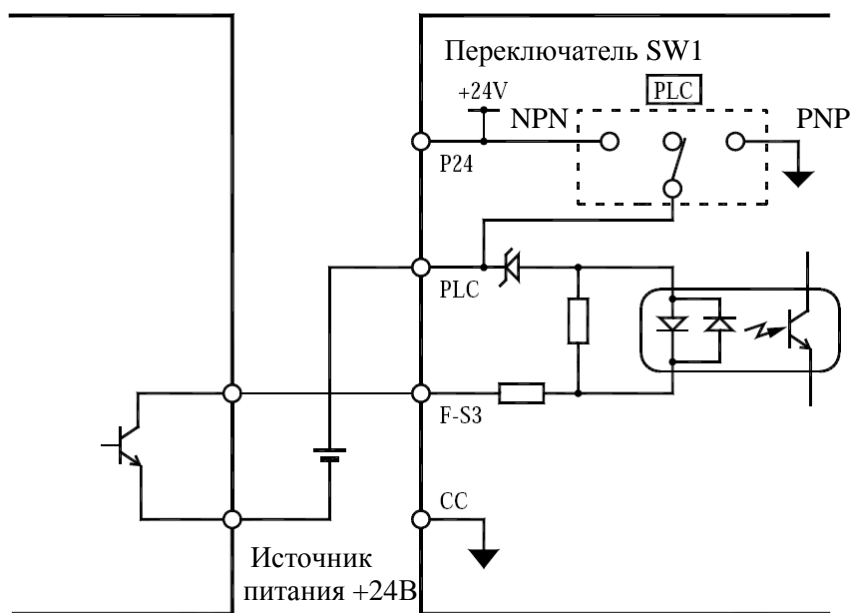 Переключатель SW1
+24V
PLC
NPN
PNP
P24
PLC
F-S3
CC
Источник
питания +24В